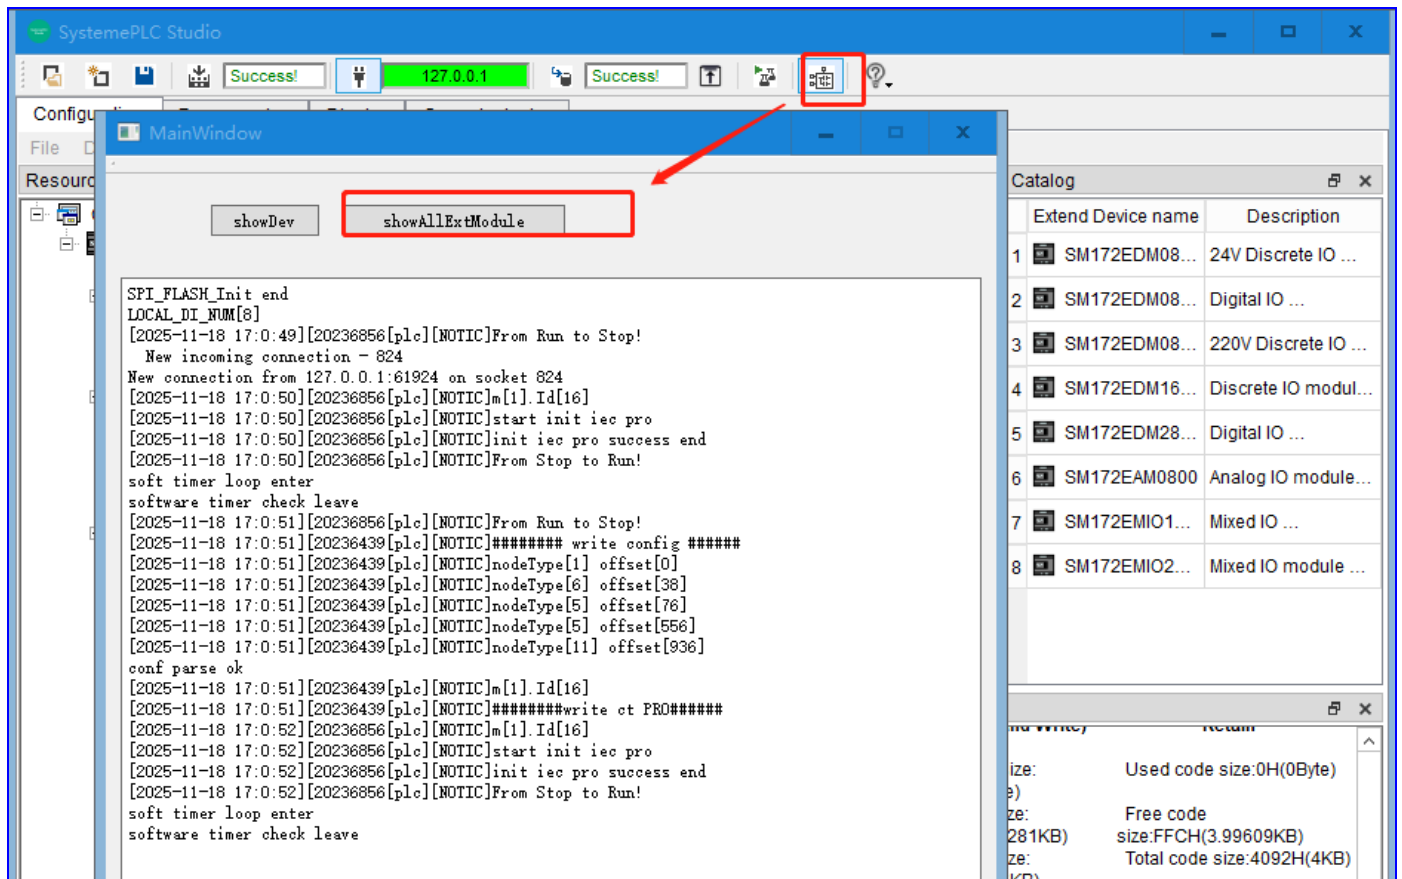 SystemePLC Studio
Success!
127.0.0.1
Success!
Configu
File
Resourc
MainWindow
showDev
showAllExtModule
SPI_FLASH_Init end
LOCAL_DI_NUM[8]
[2025-11-18 17:0:49][20236856[plc][NOTIC]From Run to Stop!
New incoming connection - 824
New connection from 127.0.0.1:61924 on socket 824
[2025-11-18 17:0:50][20236856[plc][NOTIC]m[1].Id[16]
[2025-11-18 17:0:50][20236856[plc][NOTIC]start init iec pro
[2025-11-18 17:0:50][20236856[plc][NOTIC]init iec pro success end
[2025-11-18 17:0:50][20236856[plc][NOTIC]From Stop to Run!
soft timer loop enter
software timer check leave
[2025-11-18 17:0:51][20236856[plc][NOTIC]From Run to Stop!
[2025-11-18 17:0:51][20236439[plc][NOTIC]######## write config ######
[2025-11-18 17:0:51][20236439[plc][NOTIC]nodeType[1] offset[0]
[2025-11-18 17:0:51][20236439[plc][NOTIC]nodeType[6] offset[38]
[2025-11-18 17:0:51][20236439[plc][NOTIC]nodeType[5] offset[76]
[2025-11-18 17:0:51][20236439[plc][NOTIC]nodeType[5] offset[556]
[2025-11-18 17:0:51][20236439[plc][NOTIC]nodeType[11] offset[936]
conf parse ok
[2025-11-18 17:0:51][20236439[plc][NOTIC]m[1].Id[16]
[2025-11-18 17:0:51][20236439[plc][NOTIC]########write ct PRO######
[2025-11-18 17:0:52][20236856[plc][NOTIC]m[1].Id[16]
[2025-11-18 17:0:52][20236856[plc][NOTIC]start init iec pro
[2025-11-18 17:0:52][20236856[plc][NOTIC]init iec pro success end
[2025-11-18 17:0:52][20236856[plc][NOTIC]From Stop to Run!
soft timer loop enter
software timer check leave
Catalog
Extend Device name Description
1 SM172EDM08... 24V Discrete IO ...
2 SM172EDM08... Digital IO ...
3 SM172EDM08... 220V Discrete IO ...
4 SM172EDM16... Discrete IO modul...
5 SM172EDM28... Digital IO ...
6 SM172EAM0800 Analog IO module...
7 SM172EMIO1... Mixed IO ...
8 SM172EMIO2... Mixed IO module ...
ize: Used code size:0H(0Byte)
e)
ze: Free code
281KB) size:FFCH(3.99609KB)
ze: Total code size:4092H(4KB)